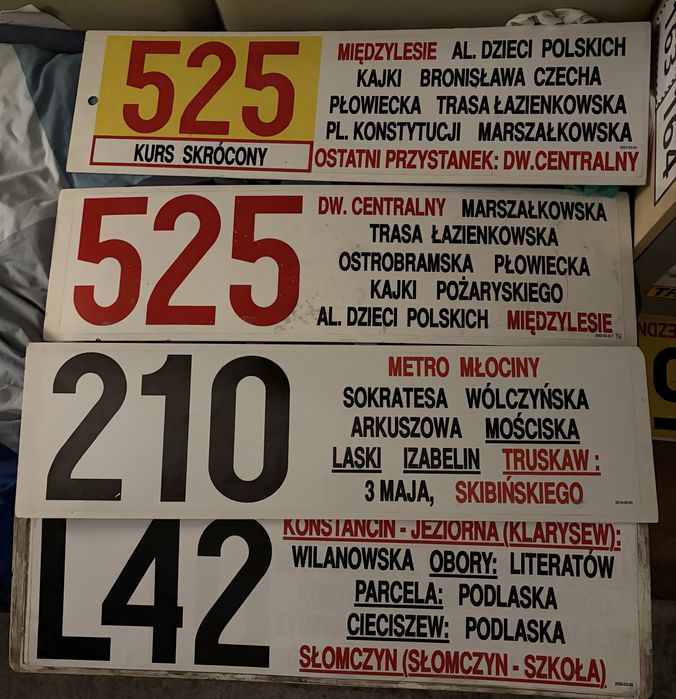 525
KURS SKRÓCONY
MIĘDZYLESIE AL. DZIECI POLSKICH
KAJKI BRONISŁAWA CZECHA
PŁOWIECKA TRASA ŁAZIENKOWSKA
PL. KONSTYTUCJI MARSZAŁKOWSKA
OSTATNI PRZYSTANEK: DW.CENTRALNY
525
DW. CENTRALNY MARSZAŁKOWSKA
TRASA ŁAZIENKOWSKA
OSTROBRAMSKA PŁOWIECKA
KAJKI POŻARYSKIEGO
AL. DZIECI POLSKICH MIĘDZYLESIE
210
METRO MŁOCINY
SOKRATESA WÓLCZYŃSKA
ARKUSZOWA MOŚCISKA
LASKI IZABELIN TRUSKAW :
3 MAJA, SKIBIŃSKIEGO
L42
KONSTANCIN - JEZIORNA (KLARYSEW):
WILANOWSKA OBORY: LITERATÓW
PARCELA: PODLASKA
CIECISZEW: PODLASKA
SŁOMCZYN (SŁOMCZYN - SZKOŁA)
164